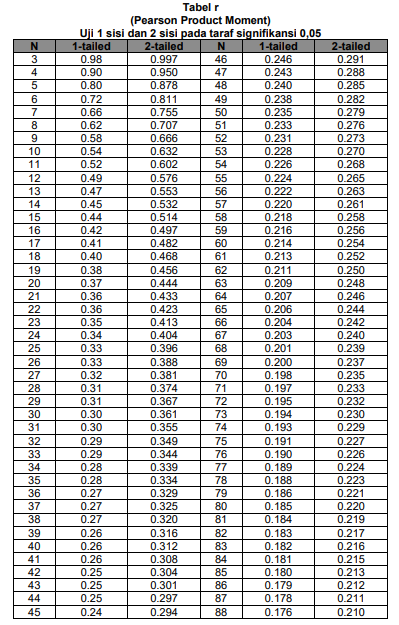 Tabel r
(Pearson Product Moment)
Uji 1 sisi dan 2 sisi pada taraf signifikansi 0,05
N 1-tailed 2-tailed N 1-tailed 2-tailed
3 0.98 0.997 46 0.246 0.291
4 0.90 0.950 47 0.243 0.288
5 0.80 0.878 48 0.240 0.285
6 0.72 0.811 49 0.238 0.282
7 0.66 0.755 50 0.235 0.279
8 0.62 0.707 51 0.233 0.276
9 0.58 0.666 52 0.231 0.273
10 0.54 0.632 53 0.228 0.270
11 0.52 0.602 54 0.226 0.268
12 0.49 0.576 55 0.224 0.265
13 0.47 0.553 56 0.222 0.263
14 0.45 0.532 57 0.220 0.261
15 0.44 0.514 58 0.218 0.258
16 0.42 0.497 59 0.216 0.256
17 0.41 0.482 60 0.214 0.254
18 0.40 0.468 61 0.213 0.252
19 0.38 0.456 62 0.211 0.250
20 0.37 0.444 63 0.209 0.248
21 0.36 0.433 64 0.207 0.246
22 0.36 0.423 65 0.206 0.244
23 0.35 0.413 66 0.204 0.242
24 0.34 0.404 67 0.203 0.240
25 0.33 0.396 68 0.201 0.239
26 0.33 0.388 69 0.200 0.237
27 0.32 0.381 70 0.198 0.235
28 0.31 0.374 71 0.197 0.233
29 0.31 0.367 72 0.195 0.232
30 0.30 0.361 73 0.194 0.230
31 0.30 0.355 74 0.193 0.229
32 0.29 0.349 75 0.191 0.227
33 0.29 0.344 76 0.190 0.226
34 0.28 0.339 77 0.189 0.224
35 0.28 0.334 78 0.188 0.223
36 0.27 0.329 79 0.186 0.221
37 0.27 0.325 80 0.185 0.220
38 0.27 0.320 81 0.184 0.219
39 0.26 0.316 82 0.183 0.217
40 0.26 0.312 83 0.182 0.216
41 0.26 0.308 84 0.181 0.215
42 0.25 0.304 85 0.180 0.213
43 0.25 0.301 86 0.179 0.212
44 0.25 0.297 87 0.178 0.211
45 0.24 0.294 88 0.176 0.210